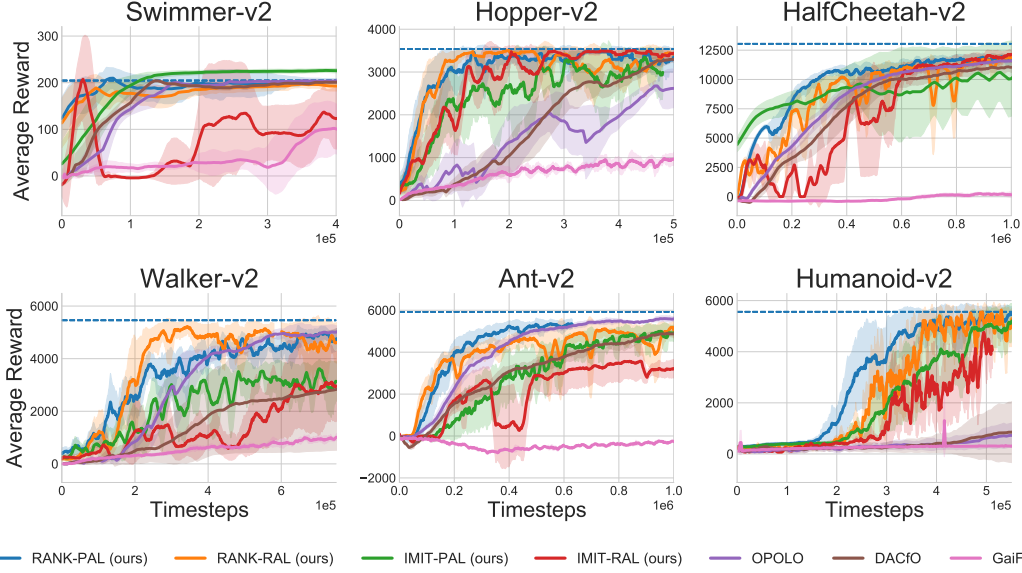 Swimmer-v2
Hopper-v2
HalfCheetah-v2
Average Reward
300
200
100
0
0 1 2 3 4
1e5
4000
3000
2000
1000
0
0 1 2 3 4 5
1e5
12500
10000
7500
5000
2500
0
0.0 0.2 0.4 0.6 0.8 1.0
1e6
Walker-v2
Ant-v2
Humanoid-v2
Average Reward
6000
4000
2000
0
0 2 4 6
1e5
Timesteps
6000
4000
2000
0
−2000
0.0 0.2 0.4 0.6 0.8 1.0
1e6
Timesteps
6000
4000
2000
0
0 1 2 3 4 5
1e5
Timesteps
RANK-PAL (ours) RANK-RAL (ours) IMIT-PAL (ours) IMIT-RAL (ours) OPOLO DACfO